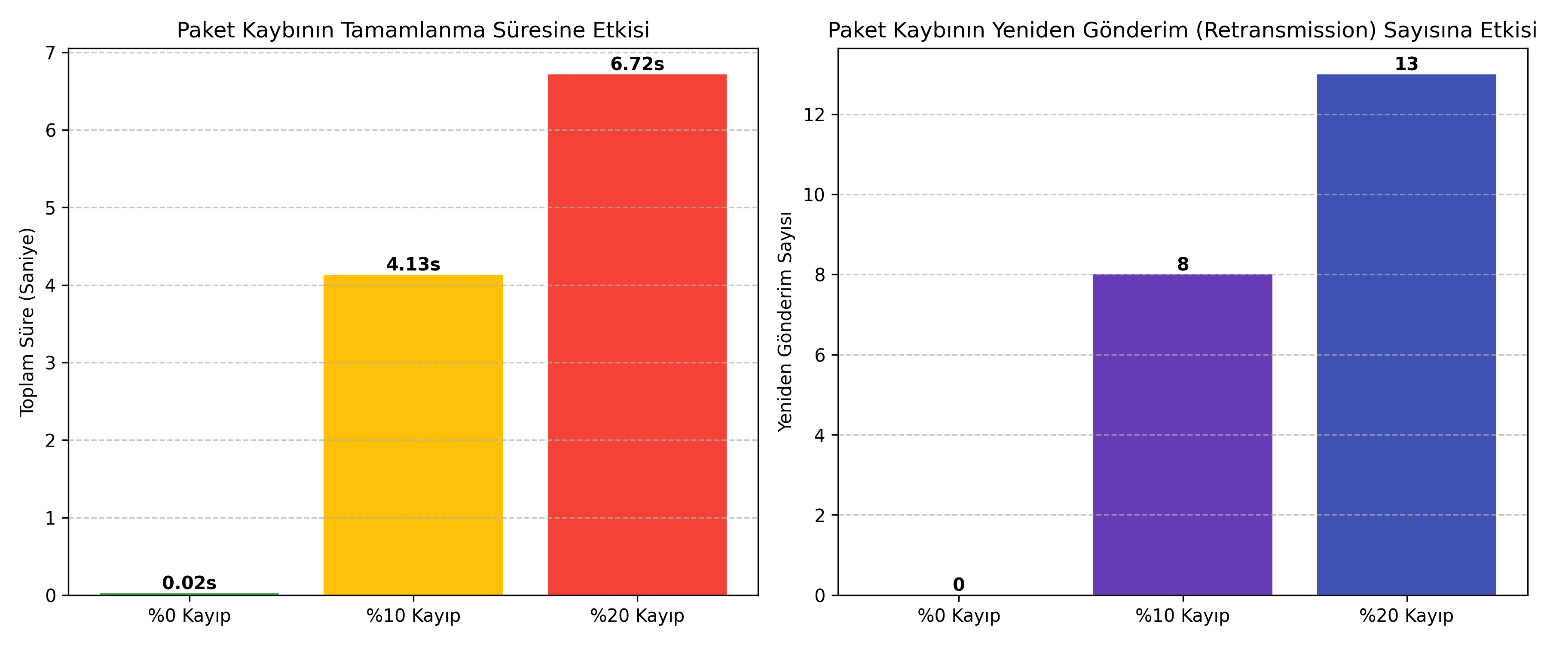 Paket Kaybının Tamamlanma Süresine Etkisi
Toplam Süre (Saniye)
7
6
5
4
3
2
1
0
0.02s
4.13s
6.72s
%0 Kayıp
%10 Kayıp
%20 Kayıp
Paket Kaybının Yeniden Gönderim (Retransmission) Sayısına Etkisi
Yeniden Gönderim Sayısı
12
10
8
6
4
2
0
0
8
13
%0 Kayıp
%10 Kayıp
%20 Kayıp